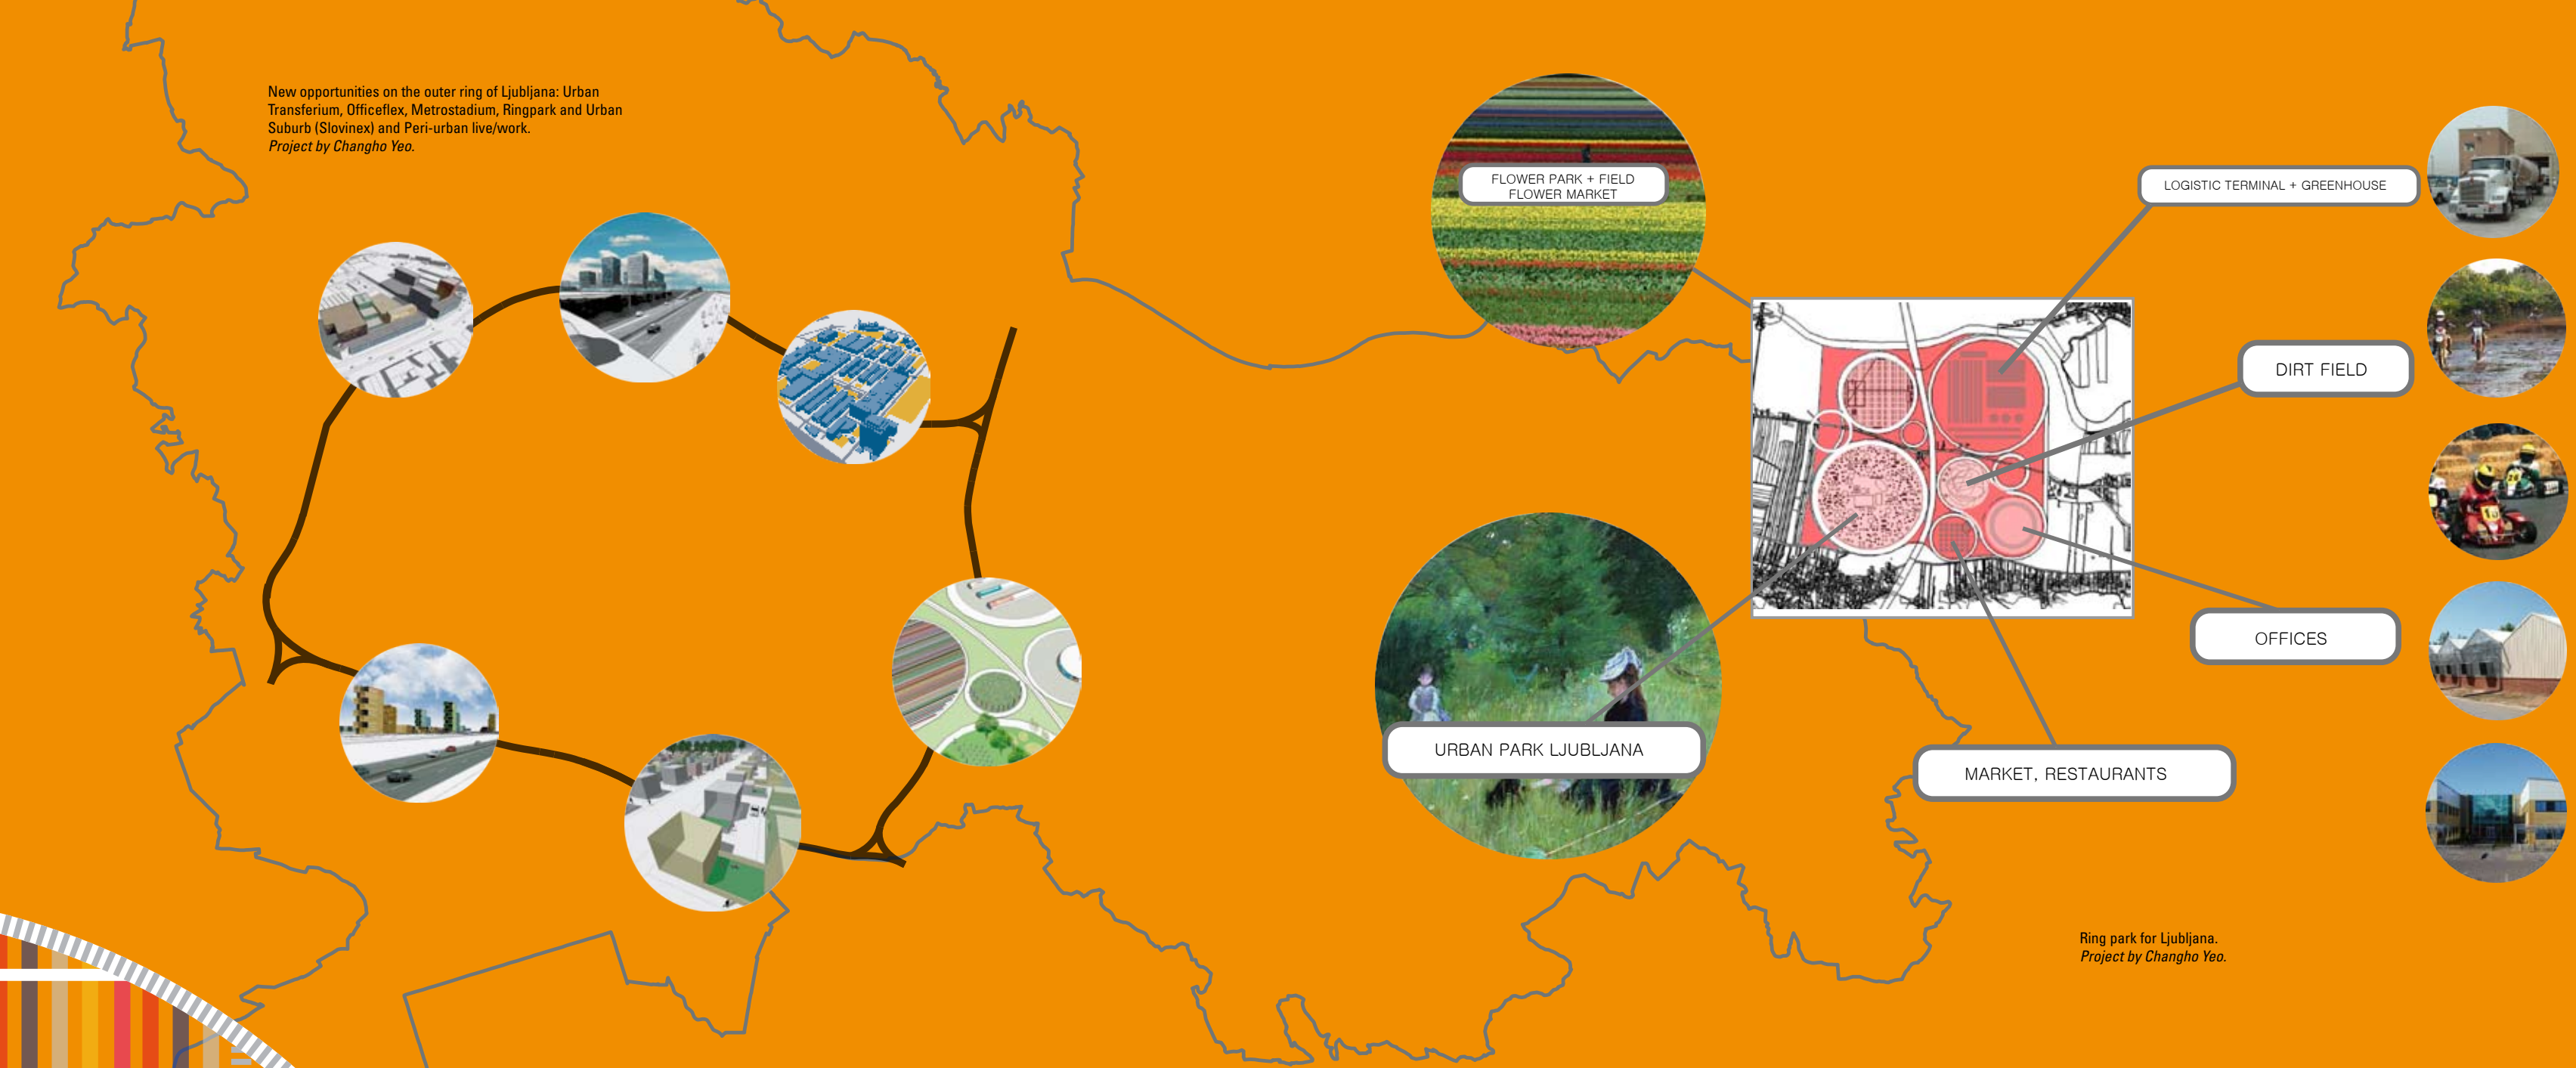 New opportunities on the outer ring of Ljubljana: Urban
Transferium, Officeflex, Metrostadium, Ringpark and Urban
Suburb (Slovinex) and Peri-urban live/work.
Project by Changho Yeo.
FLOWER PARK + FIELD
FLOWER MARKET
LOGISTIC TERMINAL + GREENHOUSE
DIRT FIELD
OFFICES
URBAN PARK LJUBLJANA
MARKET, RESTAURANTS
Ring park for Ljubljana.
Project by Changho Yeo.